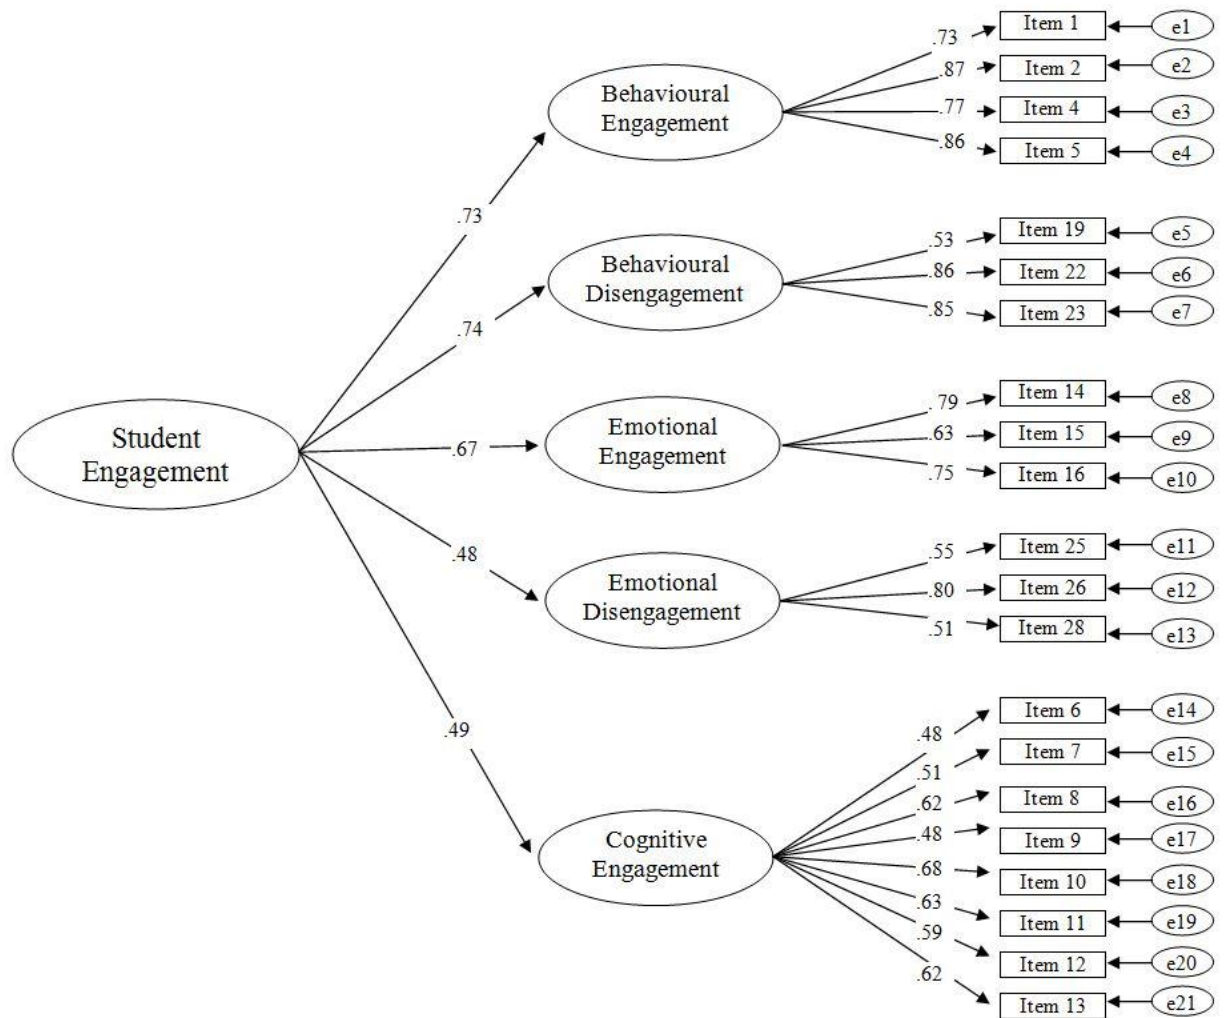 Student
Engagement
.73
.74
.67
.48
.49
Behavioural
Engagement
.73
.87
.77
.86
Item 1
e1
Item 2
e2
Item 4
e3
Item 5
e4
Behavioural
Disengagement
.53
.86
.85
Item 19
e5
Item 22
e6
Item 23
e7
Emotional
Engagement
.79
.63
.75
Item 14
e8
Item 15
e9
Item 16
e10
Emotional
Disengagement
.55
.80
.51
Item 25
e11
Item 26
e12
Item 28
e13
Cognitive
Engagement
.48
.51
.62
.48
.68
.63
.59
.62
Item 6
e14
Item 7
e15
Item 8
e16
Item 9
e17
Item 10
e18
Item 11
e19
Item 12
e20
Item 13
e21